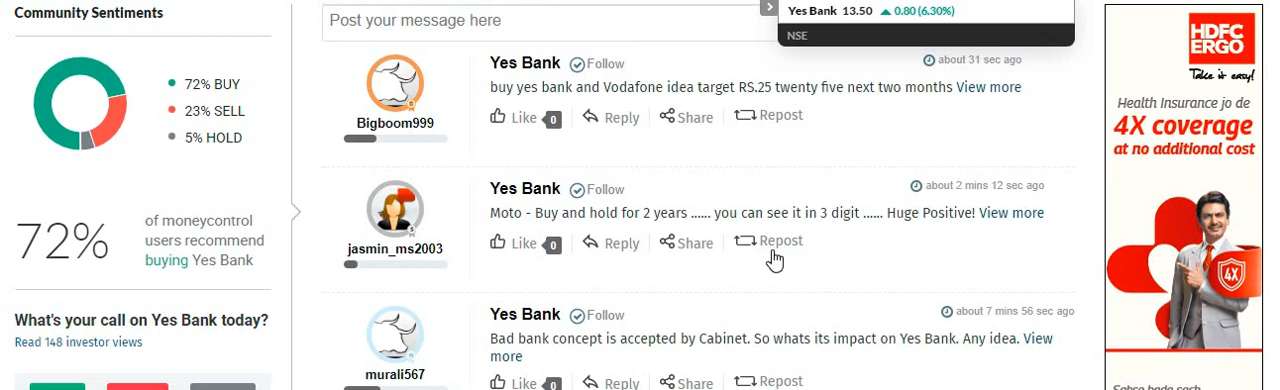 Community Sentiments
72% BUY
23% SELL
5% HOLD
72%
of moneycontrol
users recommend
buying Yes Bank
What's your call on Yes Bank today?
Read 148 investor views
Post your message here
Yes Bank 13.50 ▲ 0.80 (6.30%)
NSE
Bigboom999
Yes Bank Follow about 31 sec ago
buy yes bank and Vodafone idea target RS.25 twenty five next two months View more
Like 0 Reply Share Repost
jasmin_ms2003
Yes Bank Follow about 2 mins 12 sec ago
Moto - Buy and hold for 2 years ...... you can see it in 3 digit ...... Huge Positive! View more
Like 0 Reply Share Repost
murali567
Yes Bank Follow about 7 mins 56 sec ago
Bad bank concept is accepted by Cabinet. So whats its impact on Yes Bank. Any idea. View
more
Like 0 Reply Share Repost
HDFC
ERGO
Take it easy!
Health Insurance jo de
4X coverage
at no additional cost
4X